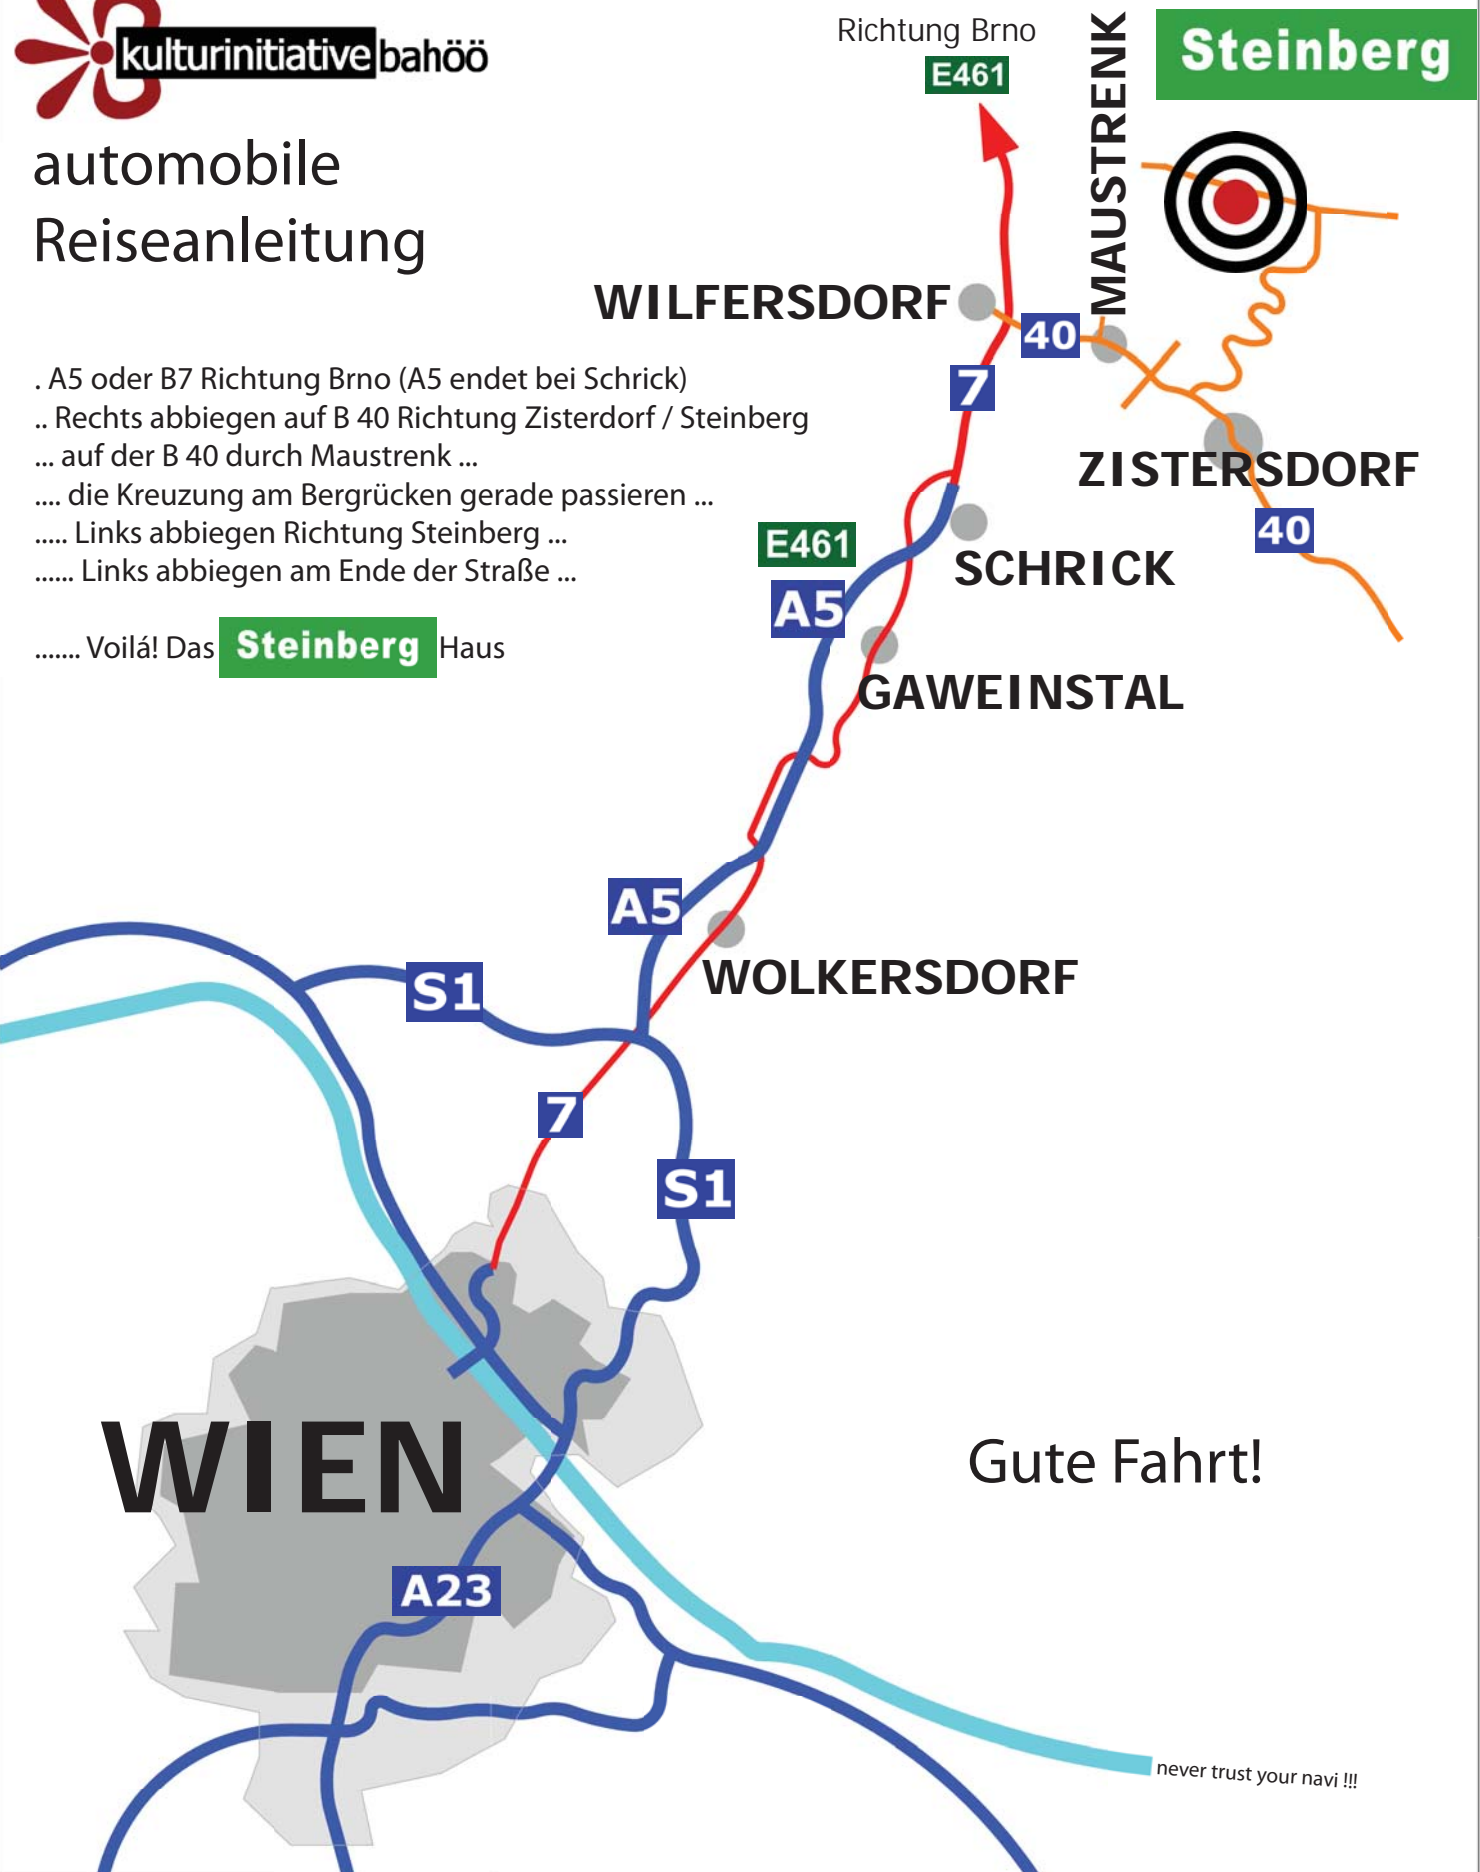 kulturinitiative bahöö
automobile
Reiseanleitung
. A5 oder B7 Richtung Brno (A5 endet bei Schrick)
.. Rechts abbiegen auf B 40 Richtung Zisterdorf / Steinberg
... auf der B 40 durch Maustrenk ...
.... die Kreuzung am Bergrücken gerade passieren ...
..... Links abbiegen Richtung Steinberg ...
...... Links abbiegen am Ende der Straße ...
....... Voilá! Das Steinberg Haus
Richtung Brno
E461
MAUSTRENK
Steinberg
WILFERSDORF
40
7
ZISTERSDORF
40
E461
SCHRICK
A5
GAWEINSTAL
A5
WOLKERSDORF
S1
7
S1
WIEN
Gute Fahrt!
A23
never trust your navi !!!